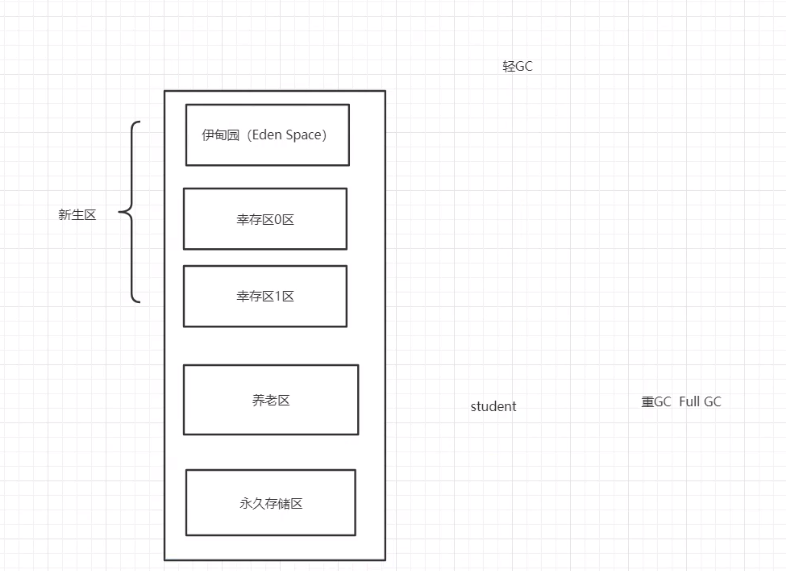 轻GC
伊甸园（Eden Space）
新生区
幸存区0区
幸存区1区
养老区
student
重GC  Full GC
永久存储区